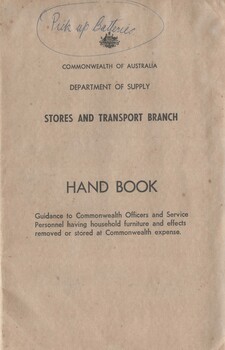 Pick up Batteries
COMMONWEALTH OF AUSTRALIA
DEPARTMENT OF SUPPLY
STORES AND TRANSPORT BRANCH
HAND BOOK
Guidance to Commonwealth Officers and Service
Personnel having household furniture and effects
removed or stored at Commonwealth expense.